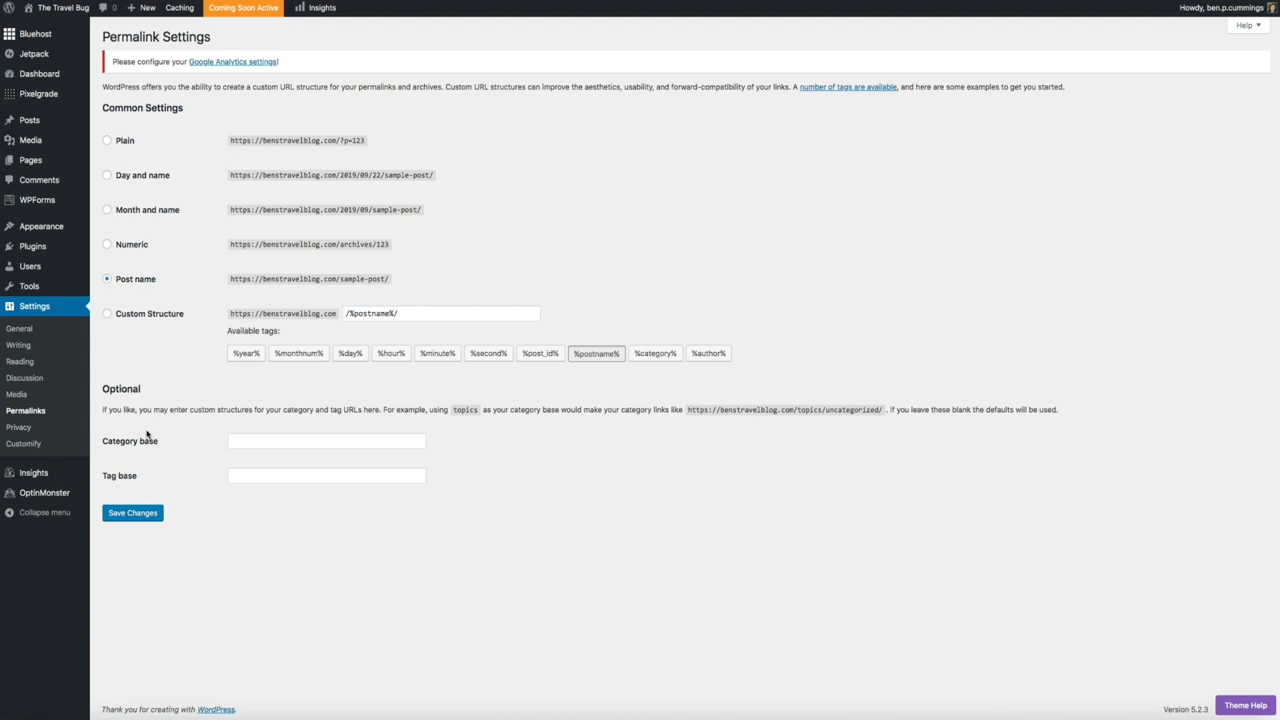 The Travel Bug 0 New Caching Coming Soon Active Insights Howdy, ben.p.cummings
Help
Bluehost
Jetpack
Dashboard
Pixelgrade
Posts
Media
Pages
Comments
WPForms
Appearance
Plugins
Users
Tools
Settings
General
Writing
Reading
Discussion
Media
Permalinks
Privacy
Customify
Insights
OptinMonster
Collapse menu
Permalink Settings
Please configure your Google Analytics settings!
WordPress offers you the ability to create a custom URL structure for your permalinks and archives. Custom URL structures can improve the aesthetics, usability, and forward-compatibility of your links. A number of tags are available, and here are some examples to get you started.
Common Settings
Plain https://benstravelblog.com/?p=123
Day and name https://benstravelblog.com/2019/09/22/sample-post/
Month and name https://benstravelblog.com/2019/09/sample-post/
Numeric https://benstravelblog.com/archives/123
Post name https://benstravelblog.com/sample-post/
Custom Structure https://benstravelblog.com /%postname%/
Available tags:
%year% %monthnum% %day% %hour% %minute% %second% %post_id% %postname% %category% %author%
Optional
If you like, you may enter custom structures for your category and tag URLs here. For example, using topics as your category base would make your category links like https://benstravelblog.com/topics/uncategorized/ . If you leave these blank the defaults will be used.
Category base
Tag base
Save Changes
Thank you for creating with WordPress.
Version 5.2.3
Theme Help